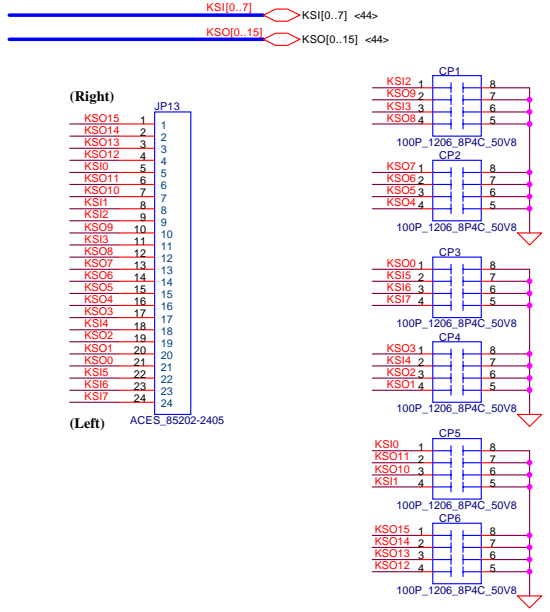 KSI[0..7] KSI[0..7] <44>
KSO[0..15] KSO[0..15] <44>
(Right)
JP13
KSO15 1 1
KSO14 2 2
KSO13 3 3
KSO12 4 4
KSI0 5 5
KSO11 6 6
KSO10 7 7
KSI1 8 8
KSI2 9 9
KSO9 10 10
KSI3 11 11
KSO8 12 12
KSO7 13 13
KSO6 14 14
KSO5 15 15
KSO4 16 16
KSO3 17 17
KSI4 18 18
KSO2 19 19
KSO1 20 20
KSO0 21 21
KSI5 22 22
KSI6 23 23
KSI7 24 24
(Left)
ACES_85202-2405
CP1
KSI2 1 8
KSO9 2 7
KSI3 3 6
KSO8 4 5
100P_1206_8P4C_50V8
CP2
KSO7 1 8
KSO6 2 7
KSO5 3 6
KSO4 4 5
100P_1206_8P4C_50V8
CP3
KSO0 1 8
KSI5 2 7
KSI6 3 6
KSI7 4 5
100P_1206_8P4C_50V8
CP4
KSO3 1 8
KSI4 2 7
KSO2 3 6
KSO1 4 5
100P_1206_8P4C_50V8
CP5
KSI0 1 8
KSO11 2 7
KSO10 3 6
KSI1 4 5
100P_1206_8P4C_50V8
CP6
KSO15 1 8
KSO14 2 7
KSO13 3 6
KSO12 4 5
100P_1206_8P4C_50V8